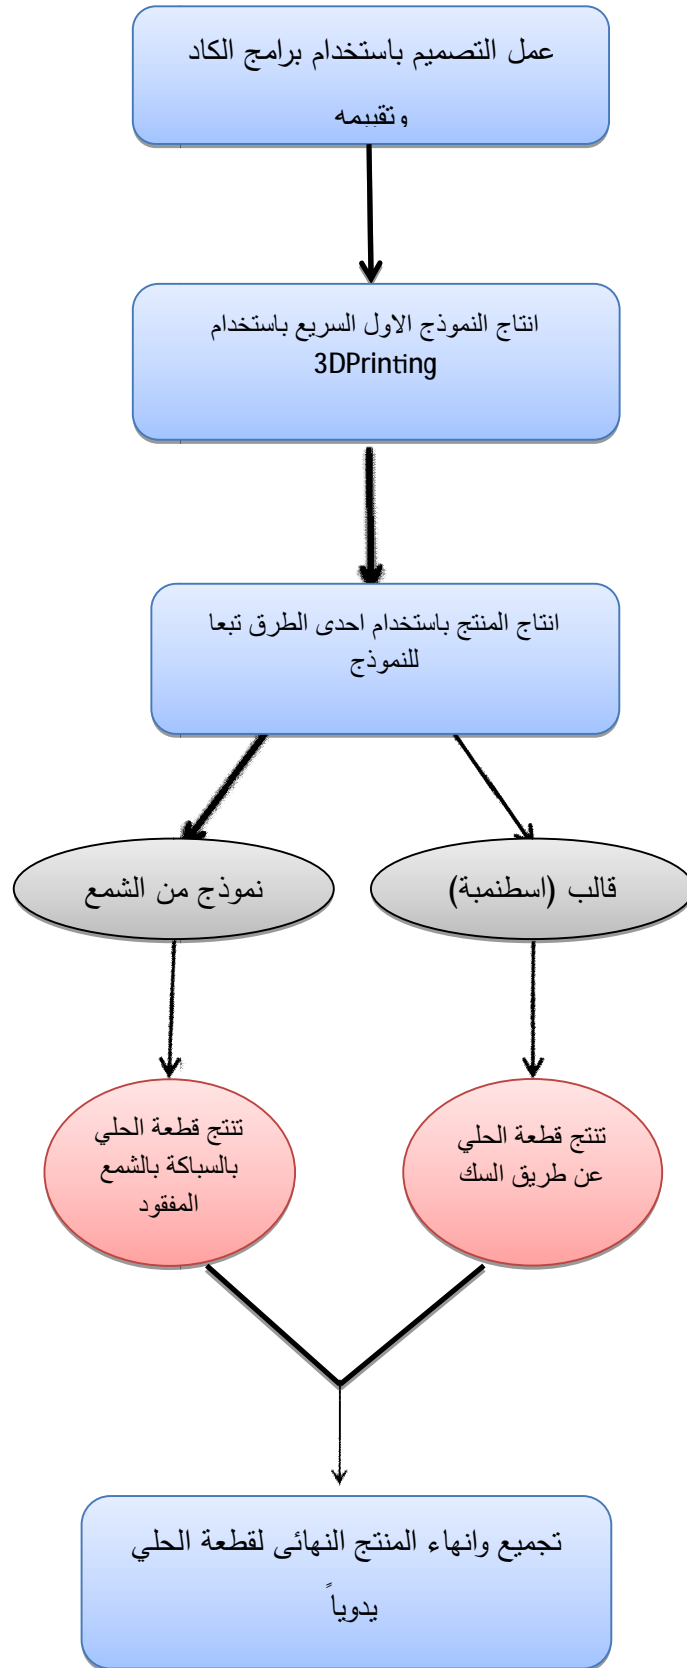 عمل التصميم باستخدام برامج الكاد
وتقييمه
انتاج النموذج الاول السريع باستخدام
3DPrinting
انتاج المنتج باستخدام احدى الطرق تبعا
للنموذج
قالب (اسطنمبة)
نموذج من الشمع
تنتج قطعة الحلي
عن طريق السك
تنتج قطعة الحلي
بالسباكة بالشمع
المفقود
تجميع وانهاء المنتج النهائى لقطعة الحلي
يدوياً